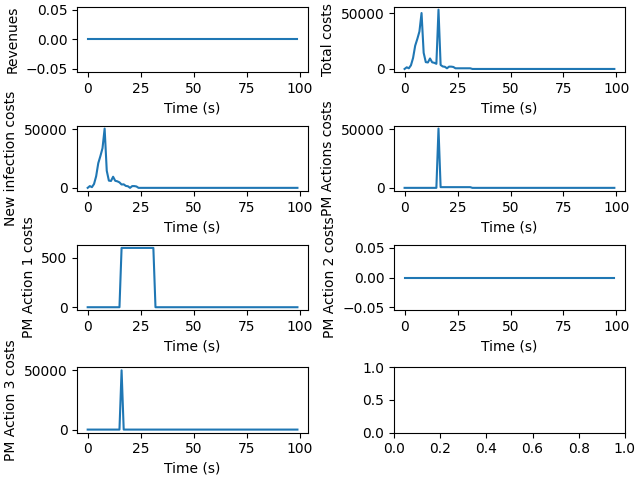 Revenues
0.05
0.00
−0.05
0 25 50 75 100
Time (s)
Total costs
50000
0
0 25 50 75 100
Time (s)
New infection costs
50000
0
0 25 50 75 100
Time (s)
PM Actions costs
50000
0
0 25 50 75 100
Time (s)
PM Action 1 costs
500
0
0 25 50 75 100
Time (s)
PM Action 2 costs
0.05
0.00
−0.05
0 25 50 75 100
Time (s)
PM Action 3 costs
50000
0
0 25 50 75 100
Time (s)
1.0
0.5
0.0
0.0 0.2 0.4 0.6 0.8 1.0